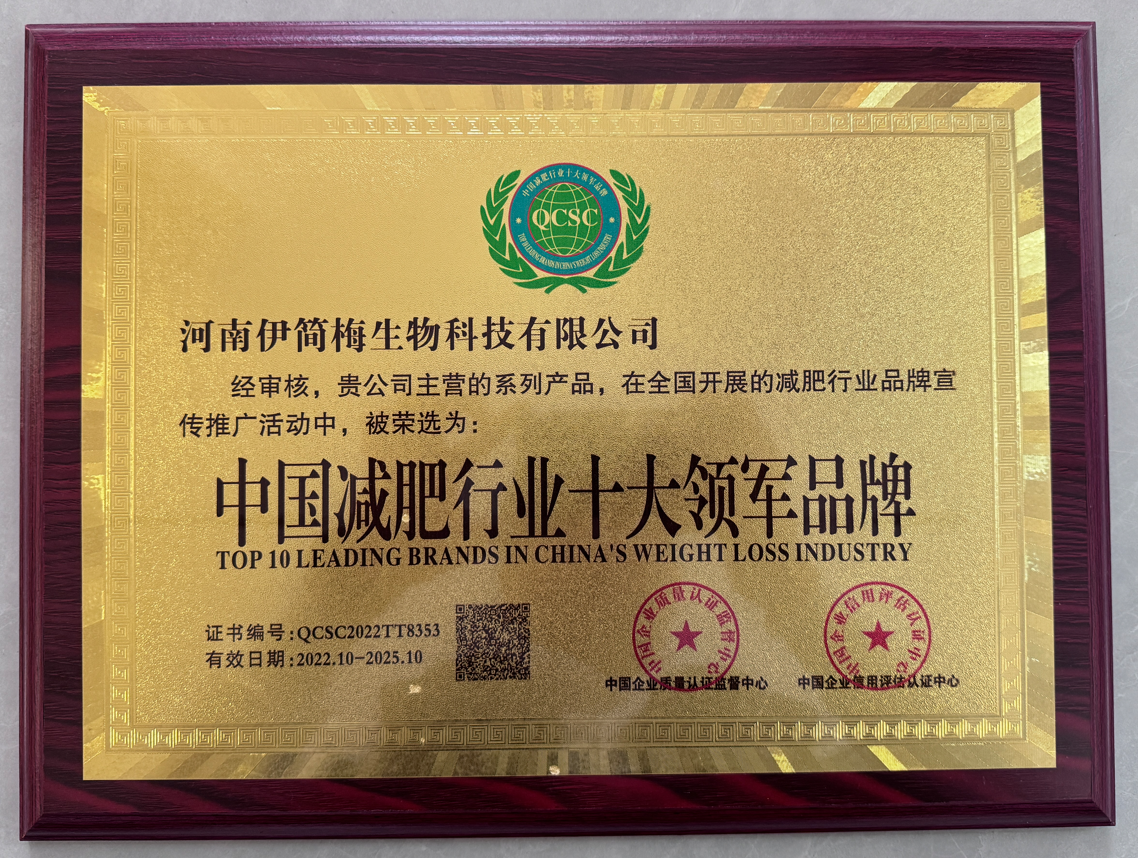 中国减肥行业十大领军品牌
QCSC
TOP 10 LEADING BRANDS IN CHINA'S WEIGHT LOSS INDUSTRY
河南伊简梅生物科技有限公司
经审核，贵公司主营的系列产品，在全国开展的减肥行业品牌宣
传推广活动中，被荣选为：
中国减肥行业十大领军品牌
TOP 10 LEADING BRANDS IN CHINA'S WEIGHT LOSS INDUSTRY
证书编号:QCSC2022TT8353
有效日期:2022.10-2025.10
中国企业质量认证监督中心
中国企业质量认证监督中心
中国企业信用评估认证中心
中国企业信用评估认证中心